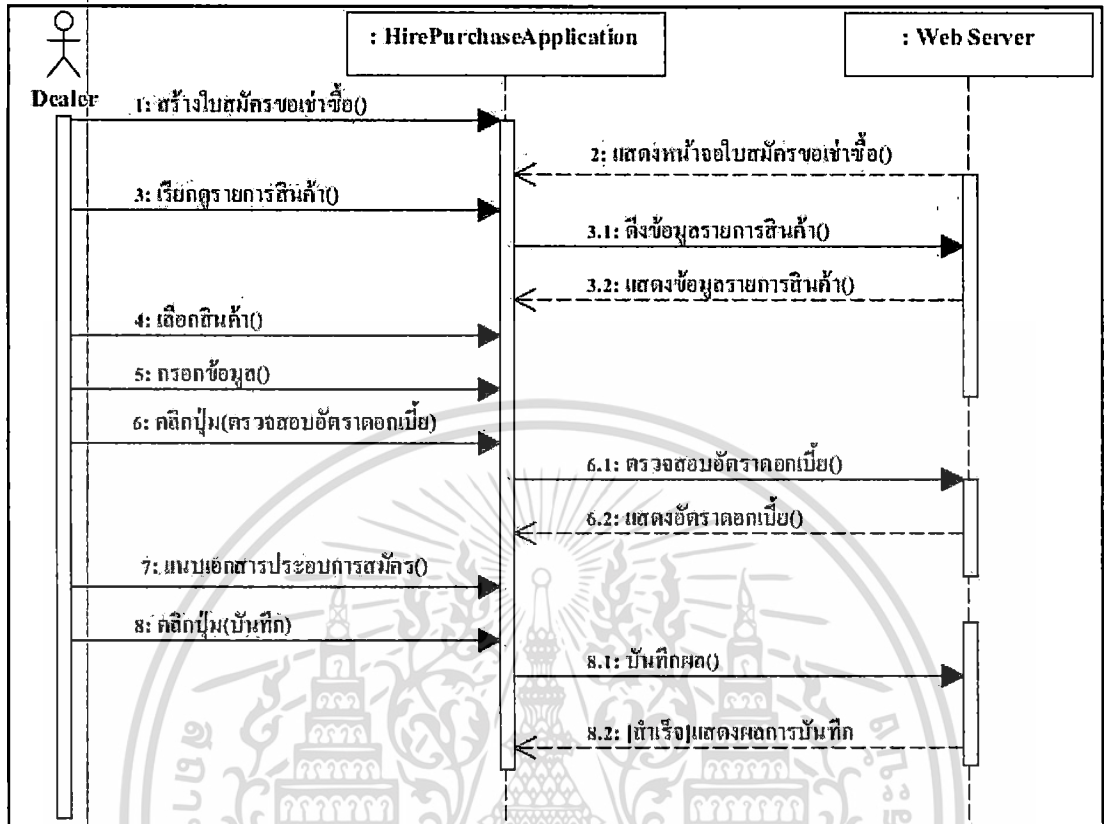 : HirePurchaseApplication
: Web Server
Dealer
1: สร้างใบสมัครขอเช่าซื้อ()
2: แสดงหน้าจอใบสมัครขอเช่าซื้อ()
3: เรียกดูรายการสินค้า()
3.1: ดึงข้อมูลรายการสินค้า()
3.2: แสดงข้อมูลรายการสินค้า()
4: เลือกสินค้า()
5: กรอกข้อมูล()
6: คลิกปุ่ม(ตรวจสอบอัตราดอกเบี้ย)
6.1: ตรวจสอบอัตราดอกเบี้ย()
6.2: แสดงอัตราดอกเบี้ย()
7: แนบเอกสารประอบการสมัคร()
8: คลิกปุ่ม(บันทึก)
8.1: บันทึกผล()
8.2: [สำเร็จ]แสดงผลการบันทึก